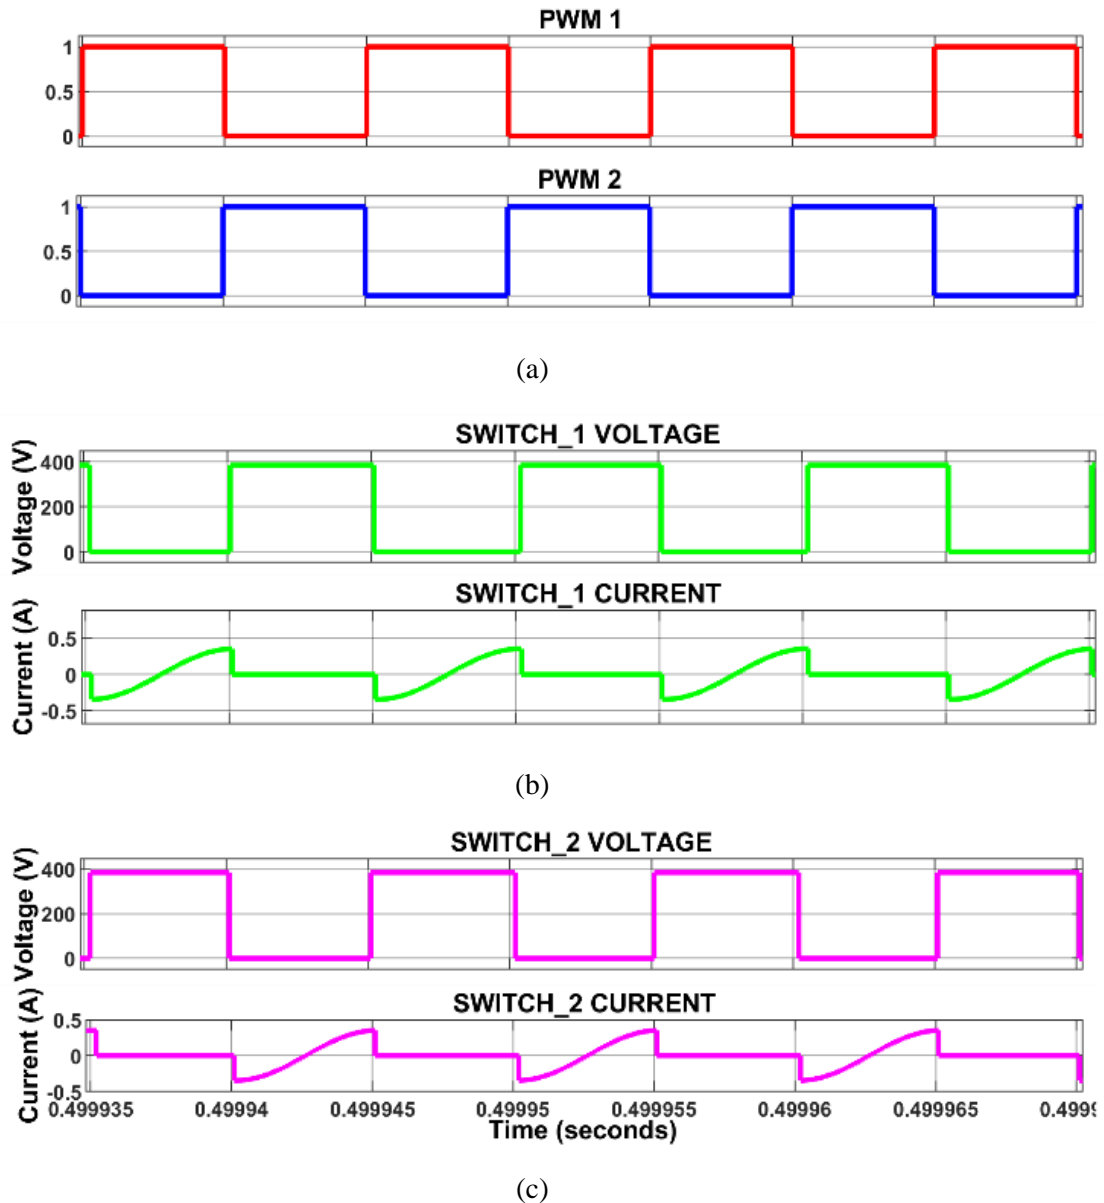 PWM 1
1
0.5
0
PWM 2
1
0.5
0
(a)
SWITCH_1 VOLTAGE
Voltage (V)
400
200
0
SWITCH_1 CURRENT
Current (A)
0.5
0
-0.5
(b)
SWITCH_2 VOLTAGE
Voltage (V)
400
200
0
SWITCH_2 CURRENT
Current (A)
0.5
0
-0.5
0.499935 0.49994 0.499945 0.49995 0.499955 0.49996 0.499965 0.4999
Time (seconds)
(c)